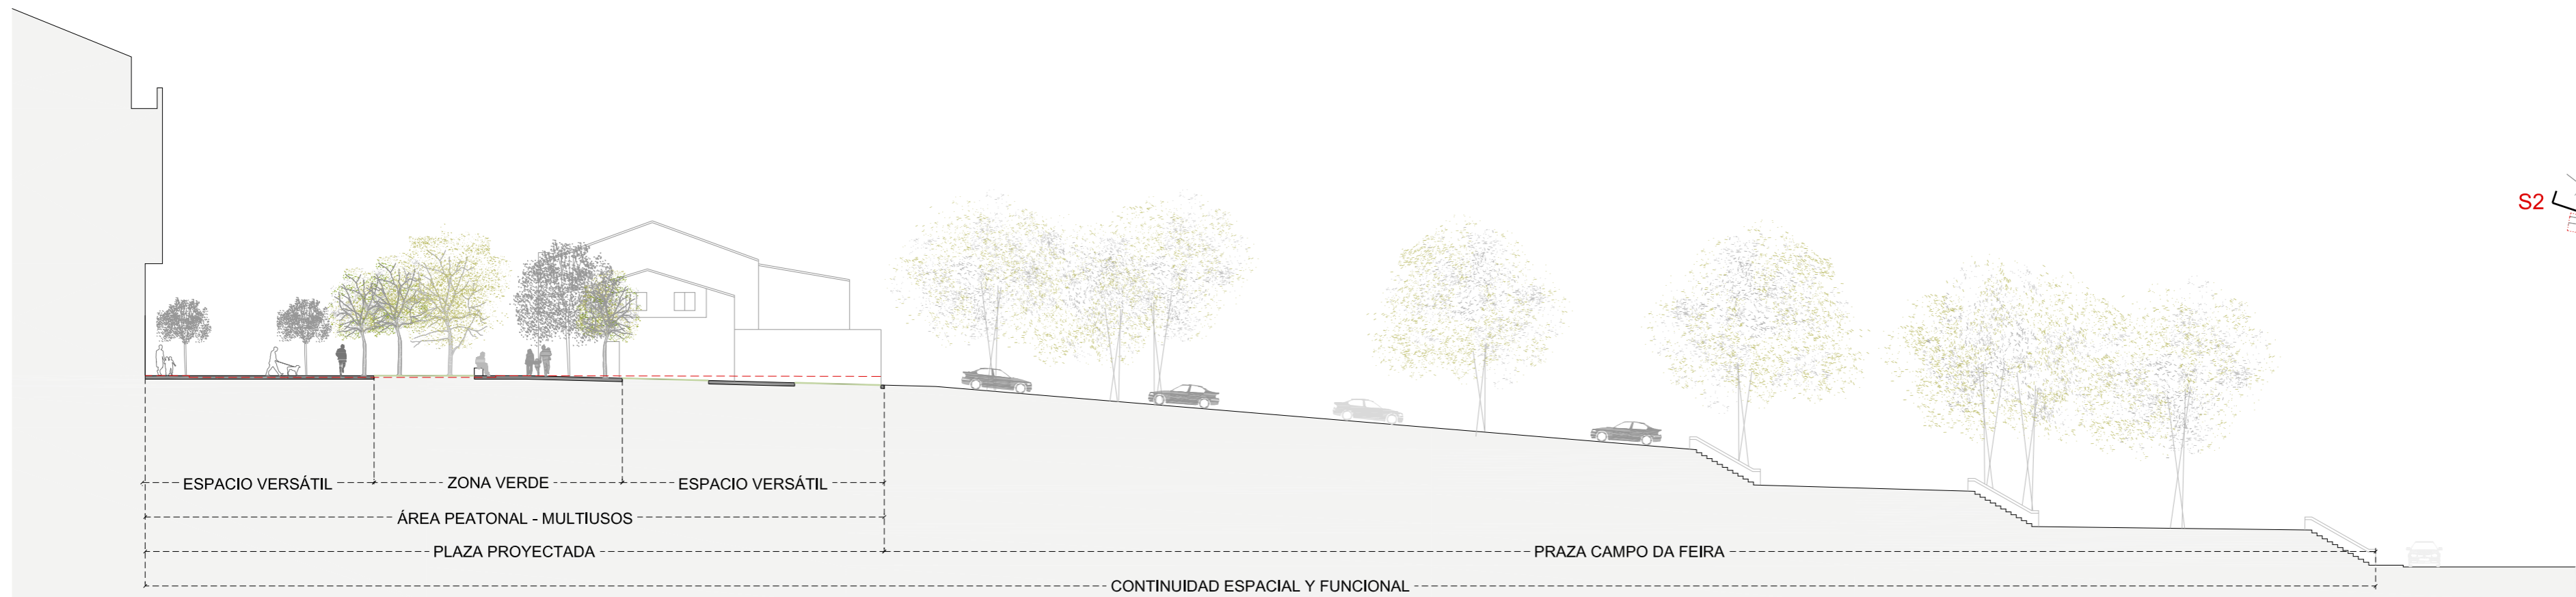 S2
ESPACIO VERSÁTIL
ZONA VERDE
ESPACIO VERSÁTIL
ÁREA PEATONAL - MULTIUSOS
PLAZA PROYECTADA
PRAZA CAMPO DA FEIRA
CONTINUIDAD ESPACIAL Y FUNCIONAL